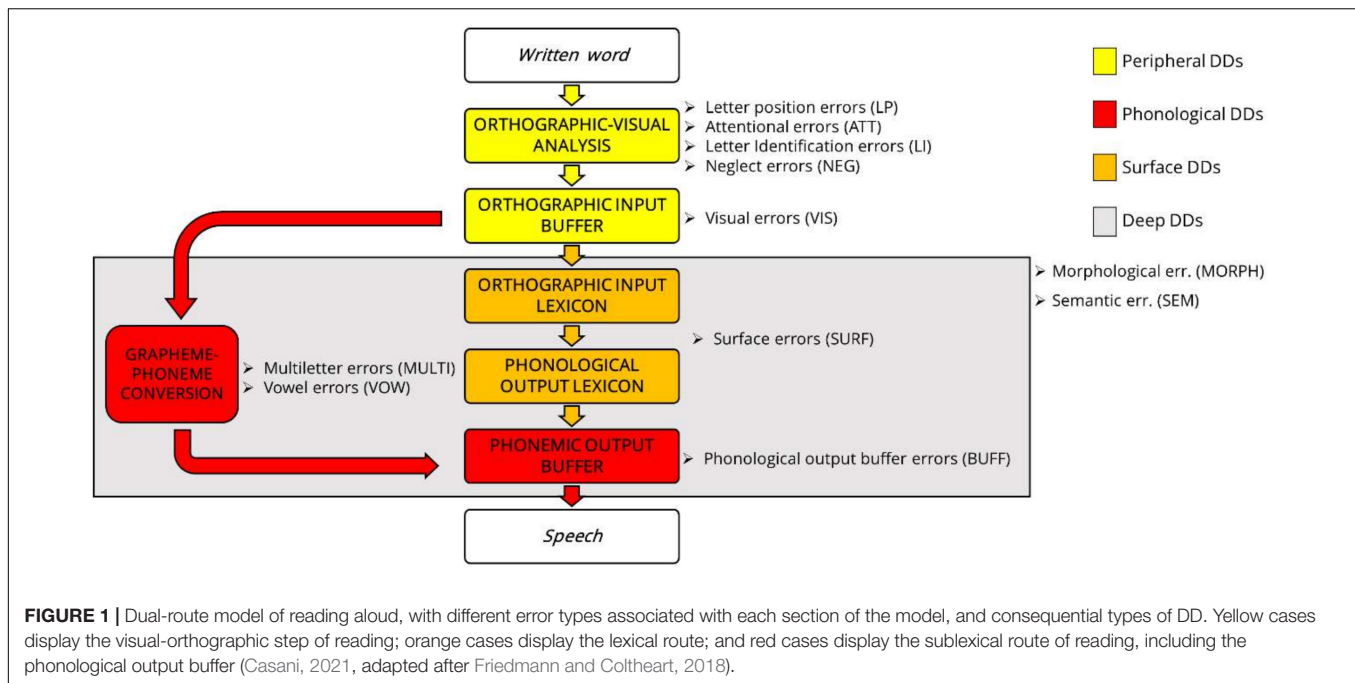 Written word
ORTHOGRAPHIC-VISUAL
ANALYSIS
➢ Letter position errors (LP)
➢ Attentional errors (ATT)
➢ Letter Identification errors (LI)
➢ Neglect errors (NEG)
ORTHOGRAPHIC INPUT
BUFFER
➢ Visual errors (VIS)
ORTHOGRAPHIC INPUT
LEXICON
➢ Surface errors (SURF)
PHONOLOGICAL
OUTPUT LEXICON
GRAPHEME-
PHONEME
CONVERSION
➢ Multiletter errors (MULTI)
➢ Vowel errors (VOW)
PHONEMIC OUTPUT
BUFFER
➢ Phonological output buffer errors (BUFF)
Speech
Peripheral DDs
Phonological DDs
Surface DDs
Deep DDs
➢ Morphological err. (MORPH)
➢ Semantic err. (SEM)
FIGURE 1 | Dual-route model of reading aloud, with different error types associated with each section of the model, and consequential types of DD. Yellow cases
display the visual-orthographic step of reading; orange cases display the lexical route; and red cases display the sublexical route of reading, including the
phonological output buffer (Casani, 2021, adapted after Friedmann and Coltheart, 2018).